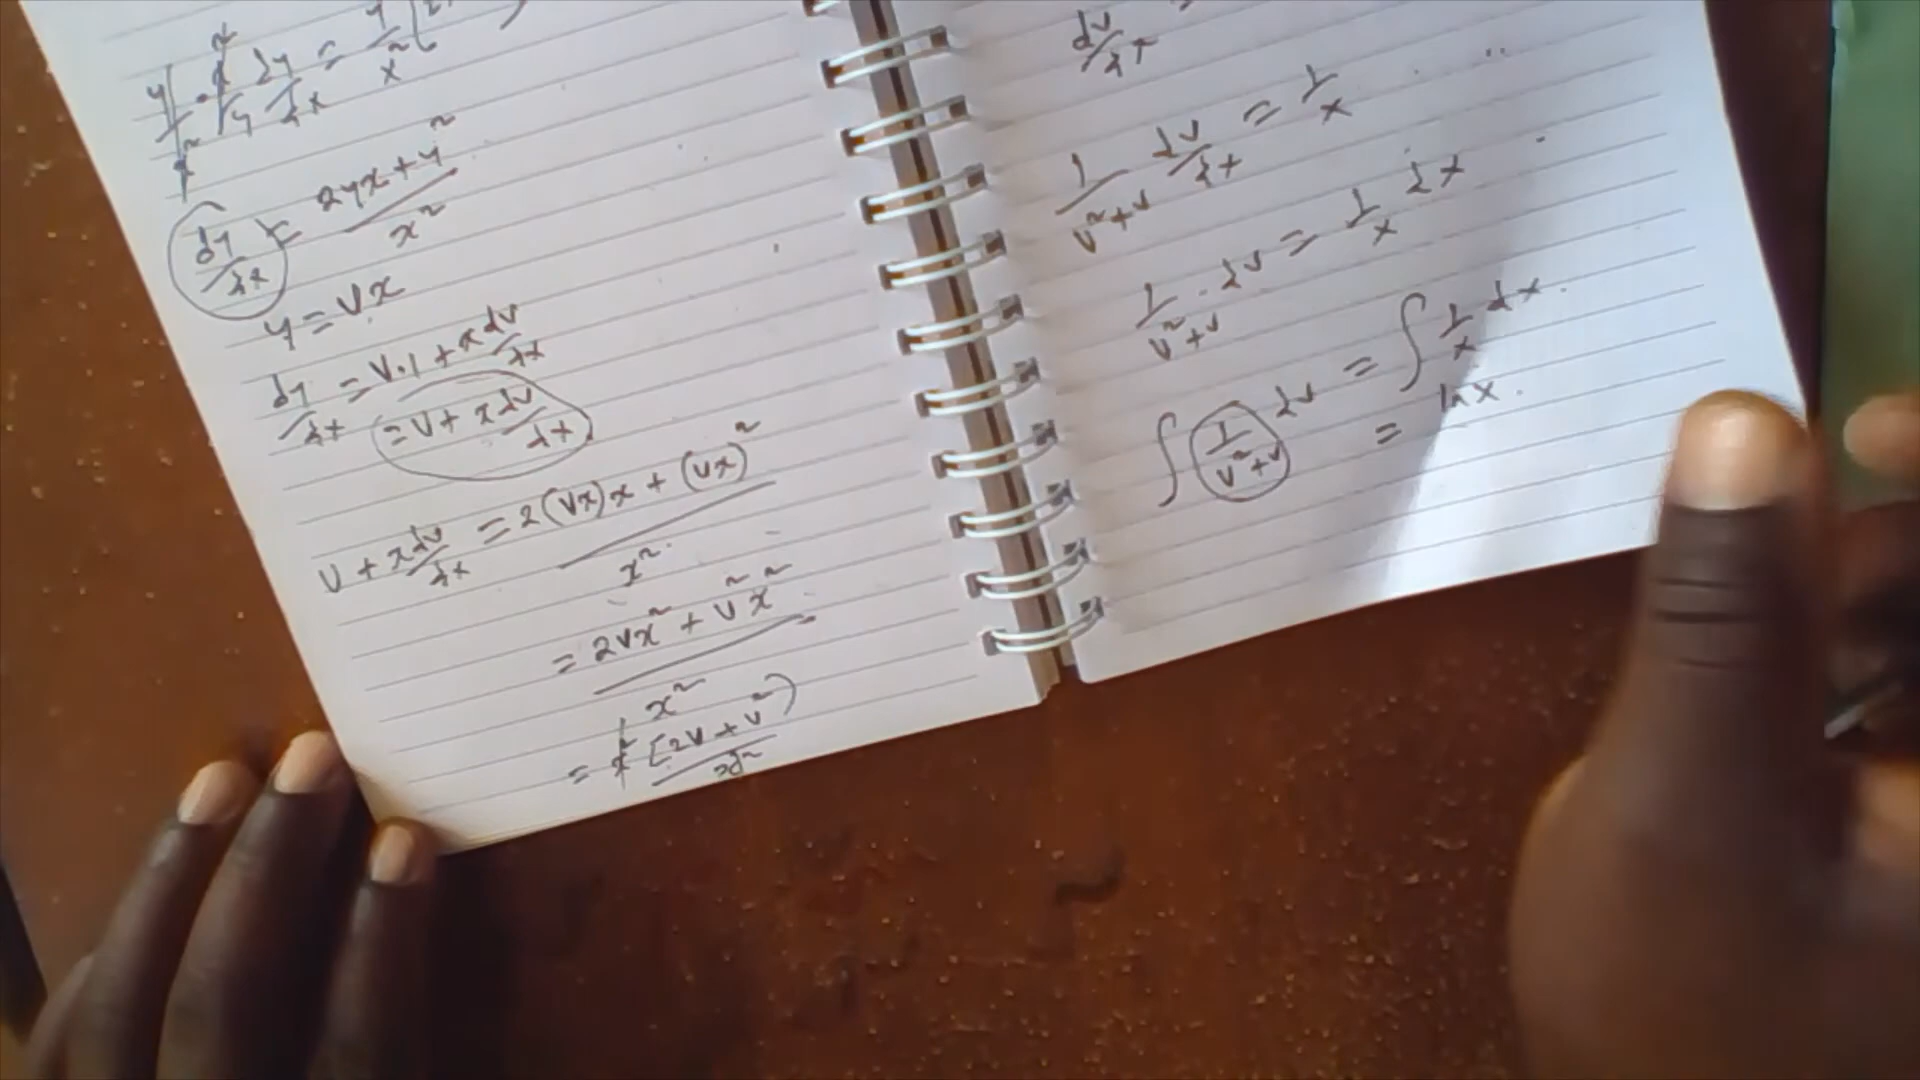 dy/dx = 2yx + y² / x²
y = vx
dy/dx = v.1 + x dv/dx
= v + x dv/dx
v + x dv/dx = 2(vx)x + (vx)² / x²
= 2vx² + v²x² / x²
= x² [2v + v²) / x²
dv/dx
1/v²+v dv/dx = 1/x
1/v²+v . dv = 1/x dx
∫ 1/v²+v dv = ∫ 1/x dx.
= ln x.